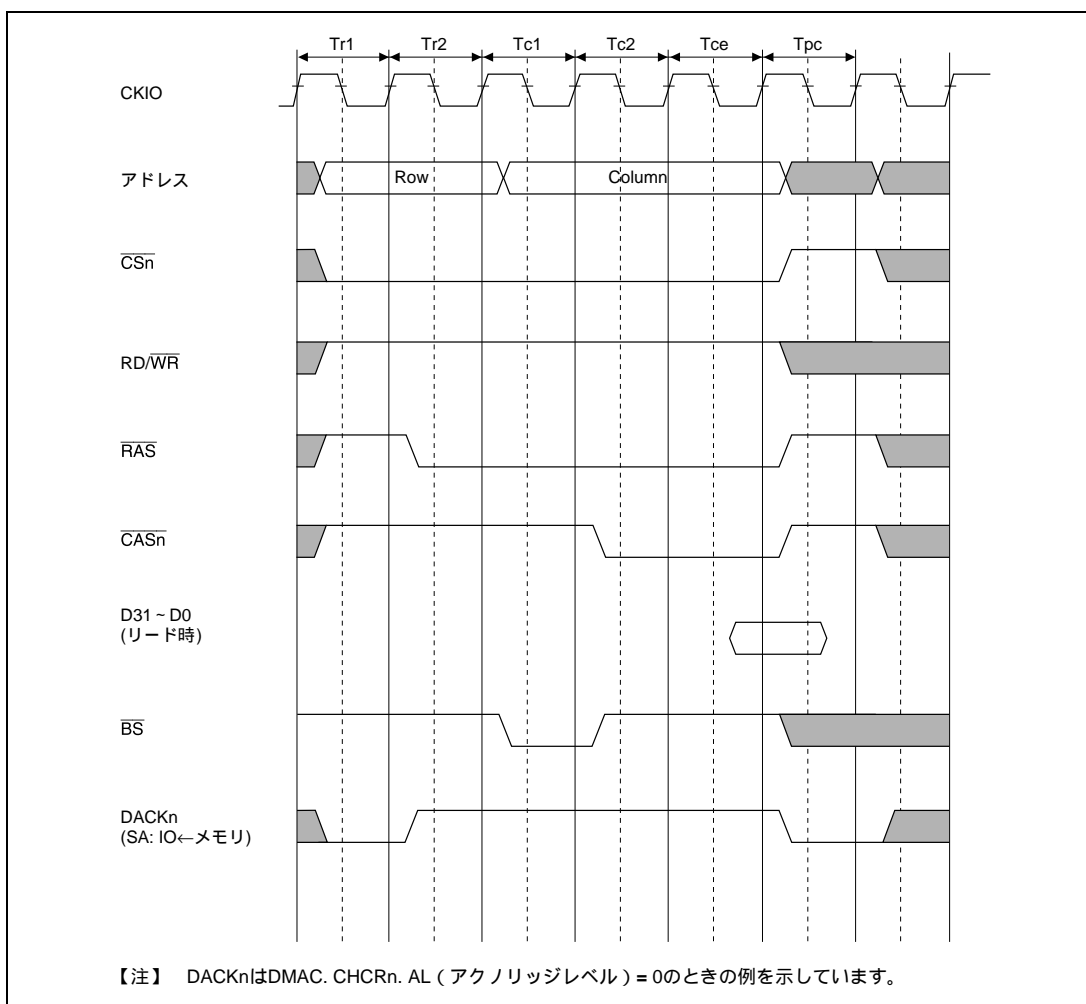 Tr1 Tr2 Tc1 Tc2 Tce Tpc
CKIO
アドレス Row Column
CSn
RD/WR
RAS
CASn
D31~D0
(リード時)
BS
DACKn
(SA: IO←メモリ)
【注】 DACKnはDMAC. CHCRn. AL(アクノリッジレベル)= 0のときの例を示しています。